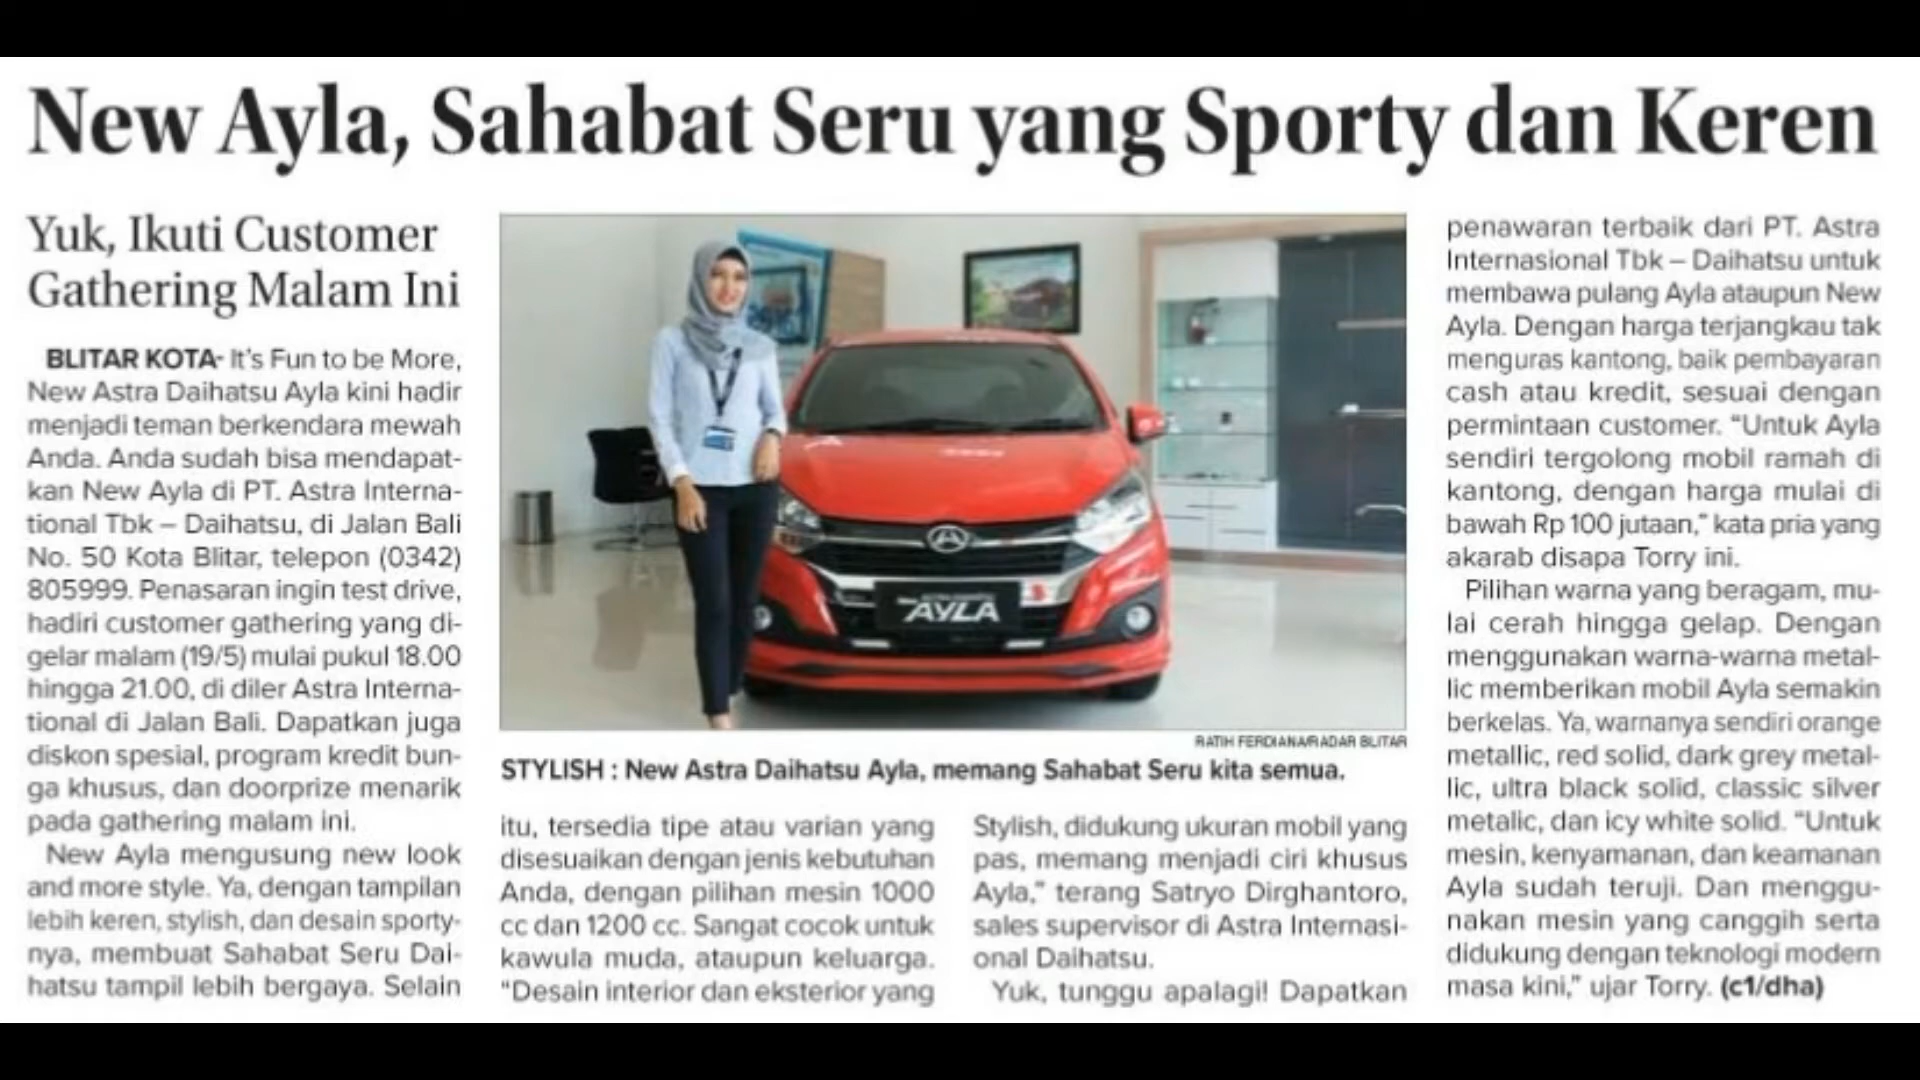 New Ayla, Sahabat Seru yang Sporty dan Keren
Yuk, Ikuti Customer
Gathering Malam Ini
BLITAR KOTA- It's Fun to be More,
New Astra Daihatsu Ayla kini hadir
menjadi teman berkendara mewah
Anda. Anda sudah bisa mendapat-
kan New Ayla di PT. Astra Interna-
tional Tbk – Daihatsu, di Jalan Bali
No. 50 Kota Blitar, telepon (0342)
805999. Penasaran ingin test drive,
hadiri customer gathering yang di-
gelar malam (19/5) mulai pukul 18.00
hingga 21.00, di diler Astra Interna-
tional di Jalan Bali. Dapatkan juga
diskon spesial, program kredit bun-
ga khusus, dan doorprize menarik
pada gathering malam ini.
New Ayla mengusung new look
and more style. Ya, dengan tampilan
lebih keren, stylish, dan desain sporty-
nya, membuat Sahabat Seru Dai-
hatsu tampil lebih bergaya. Selain
AYLA
RATIH FERDIANA/RADAR BLITAR
STYLISH : New Astra Daihatsu Ayla, memang Sahabat Seru kita semua.
itu, tersedia tipe atau varian yang
disesuaikan dengan jenis kebutuhan
Anda, dengan pilihan mesin 1000
cc dan 1200 cc. Sangat cocok untuk
kawula muda, ataupun keluarga.
“Desain interior dan eksterior yang
Stylish, didukung ukuran mobil yang
pas, memang menjadi ciri khusus
Ayla,” terang Satryo Dirghantoro,
sales supervisor di Astra Internasi-
onal Daihatsu.
Yuk, tunggu apalagi! Dapatkan
penawaran terbaik dari PT. Astra
Internasional Tbk – Daihatsu untuk
membawa pulang Ayla ataupun New
Ayla. Dengan harga terjangkau tak
menguras kantong, baik pembayaran
cash atau kredit, sesuai dengan
permintaan customer. “Untuk Ayla
sendiri tergolong mobil ramah di
kantong, dengan harga mulai di
bawah Rp 100 jutaan,” kata pria yang
akarab disapa Torry ini.
Pilihan warna yang beragam, mu-
lai cerah hingga gelap. Dengan
menggunakan warna-warna metal-
lic memberikan mobil Ayla semakin
berkelas. Ya, warnanya sendiri orange
metallic, red solid, dark grey metal-
lic, ultra black solid, classic silver
metalic, dan icy white solid. “Untuk
mesin, kenyamanan, dan keamanan
Ayla sudah teruji. Dan menggu-
nakan mesin yang canggih serta
didukung dengan teknologi modern
masa kini,” ujar Torry. (c1/dha)